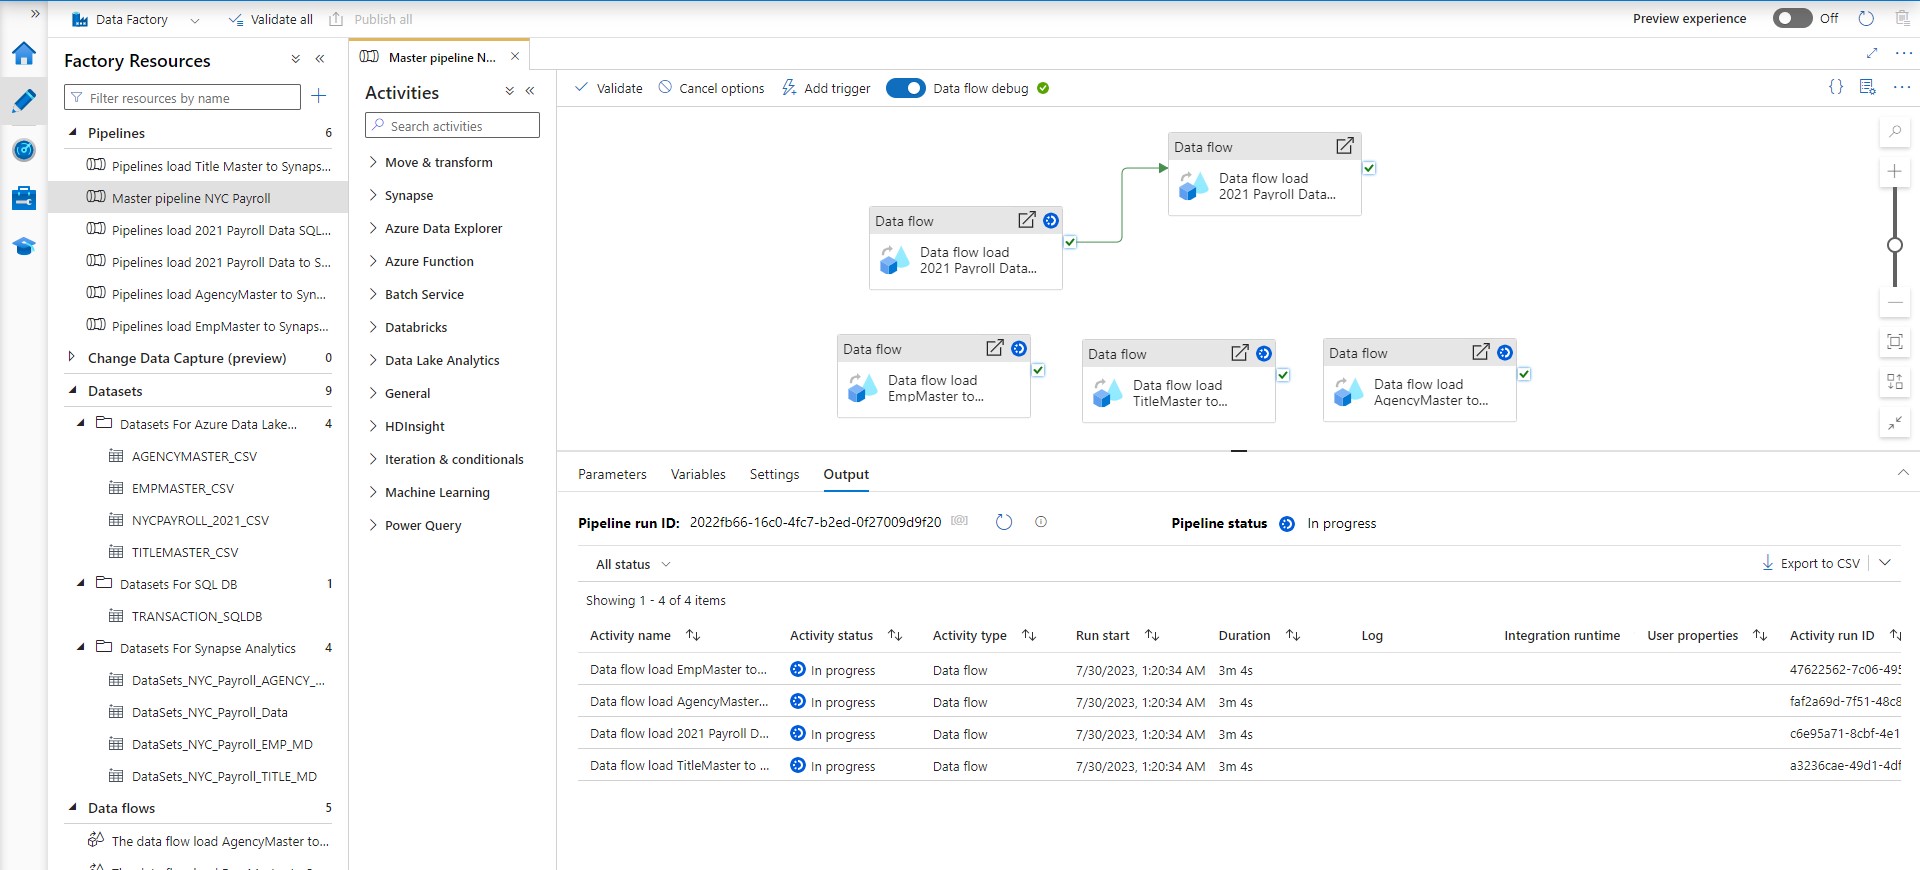 Data Factory
Validate all
Publish all
Preview experience
Off
Factory Resources
Filter resources by name
Pipelines 6
Pipelines load Title Master to Synaps...
Master pipeline NYC Payroll
Pipelines load 2021 Payroll Data SQL...
Pipelines load 2021 Payroll Data to S...
Pipelines load AgencyMaster to Syn...
Pipelines load EmpMaster to Synaps...
Change Data Capture (preview) 0
Datasets 9
Datasets For Azure Data Lake... 4
AGENCYMASTER_CSV
EMPMASTER_CSV
NYCPAYROLL_2021_CSV
TITLEMASTER_CSV
Datasets For SQL DB 1
TRANSACTION_SQLDB
Datasets For Synapse Analytics 4
DataSets_NYC_Payroll_AGENCY_...
DataSets_NYC_Payroll_Data
DataSets_NYC_Payroll_EMP_MD
DataSets_NYC_Payroll_TITLE_MD
Data flows 5
The data flow load AgencyMaster to...
Master pipeline N...
Activities
Search activities
Move & transform
Synapse
Azure Data Explorer
Azure Function
Batch Service
Databricks
Data Lake Analytics
General
HDInsight
Iteration & conditionals
Machine Learning
Power Query
Validate
Cancel options
Add trigger
Data flow debug
Data flow
Data flow load
2021 Payroll Data...
Data flow
Data flow load
2021 Payroll Data...
Data flow
Data flow load
EmpMaster to...
Data flow
Data flow load
TitleMaster to...
Data flow
Data flow load
AgencyMaster to...
Parameters Variables Settings Output
Pipeline run ID: 2022fb66-16c0-4fc7-b2ed-0f27009d9f20
Pipeline status In progress
All status
Export to CSV
Showing 1 - 4 of 4 items
Activity name Activity status Activity type Run start Duration Log Integration runtime User properties Activity run ID
Data flow load EmpMaster to... In progress Data flow 7/30/2023, 1:20:34 AM 3m 4s 47622562-7c06-495
Data flow load AgencyMaster... In progress Data flow 7/30/2023, 1:20:34 AM 3m 4s faf2a69d-7f51-48c8
Data flow load 2021 Payroll D... In progress Data flow 7/30/2023, 1:20:34 AM 3m 4s c6e95a71-8cbf-4e1
Data flow load TitleMaster to ... In progress Data flow 7/30/2023, 1:20:34 AM 3m 4s a3236cae-49d1-4df